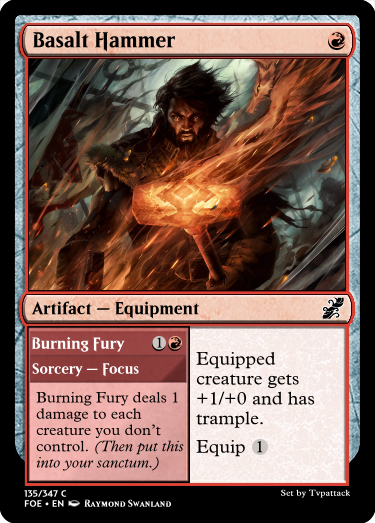 Basalt Hammer
Artifact — Equipment
Burning Fury 1
Sorcery — Focus
Burning Fury deals 1
damage to each
creature you don't
control. (Then put this
into your sanctum.)
Equipped
creature gets
+1/+0 and has
trample.
Equip 1
135/347 C
FOE • EN Raymond Swanland
Set by Tvpattack